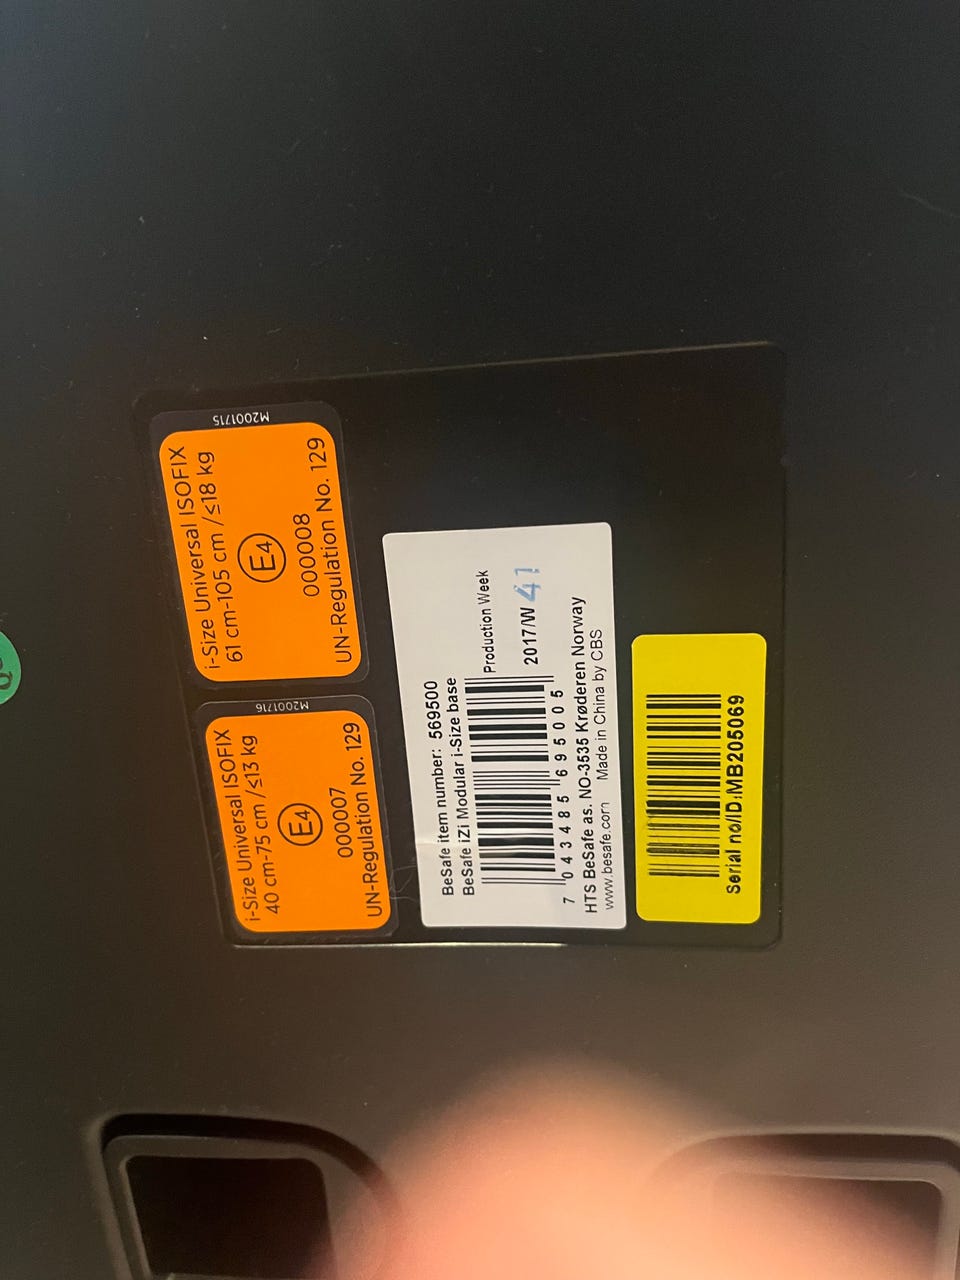 M2001716
i-Size Universal ISOFIX
40 cm-75 cm /≤13 kg
E4
000007
UN-Regulation No. 129
M2001715
i-Size Universal ISOFIX
61 cm-105 cm /≤18 kg
E4
000008
UN-Regulation No. 129
BeSafe item number: 569500
BeSafe iZi Modular i-Size base
Production Week
2017/W 41
7 043485 695005
HTS BeSafe as. NO-3535 Krøderen Norway
www.besafe.com Made in China by CBS
Serial no/ID:MB205069